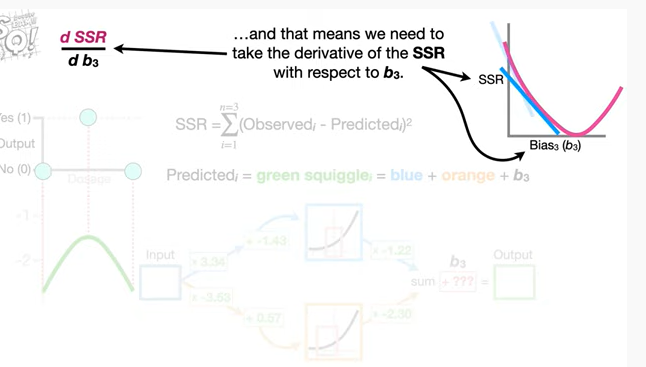 d SSR
d b3
…and that means we need to
take the derivative of the SSR
with respect to b3.
SSR
Bias3 (b3)
n=3
SSR = ∑(Observedi - Predictedi)²
i=1
Predictedi = green squigglei = blue + orange + b3
Yes (1)
Output
No (0)
Dosage
-1
-2
Input
x 3.34
+ -1.43
x -1.22
x -3.53
+ 0.57
x -2.30
b3
sum + ??? =
Output